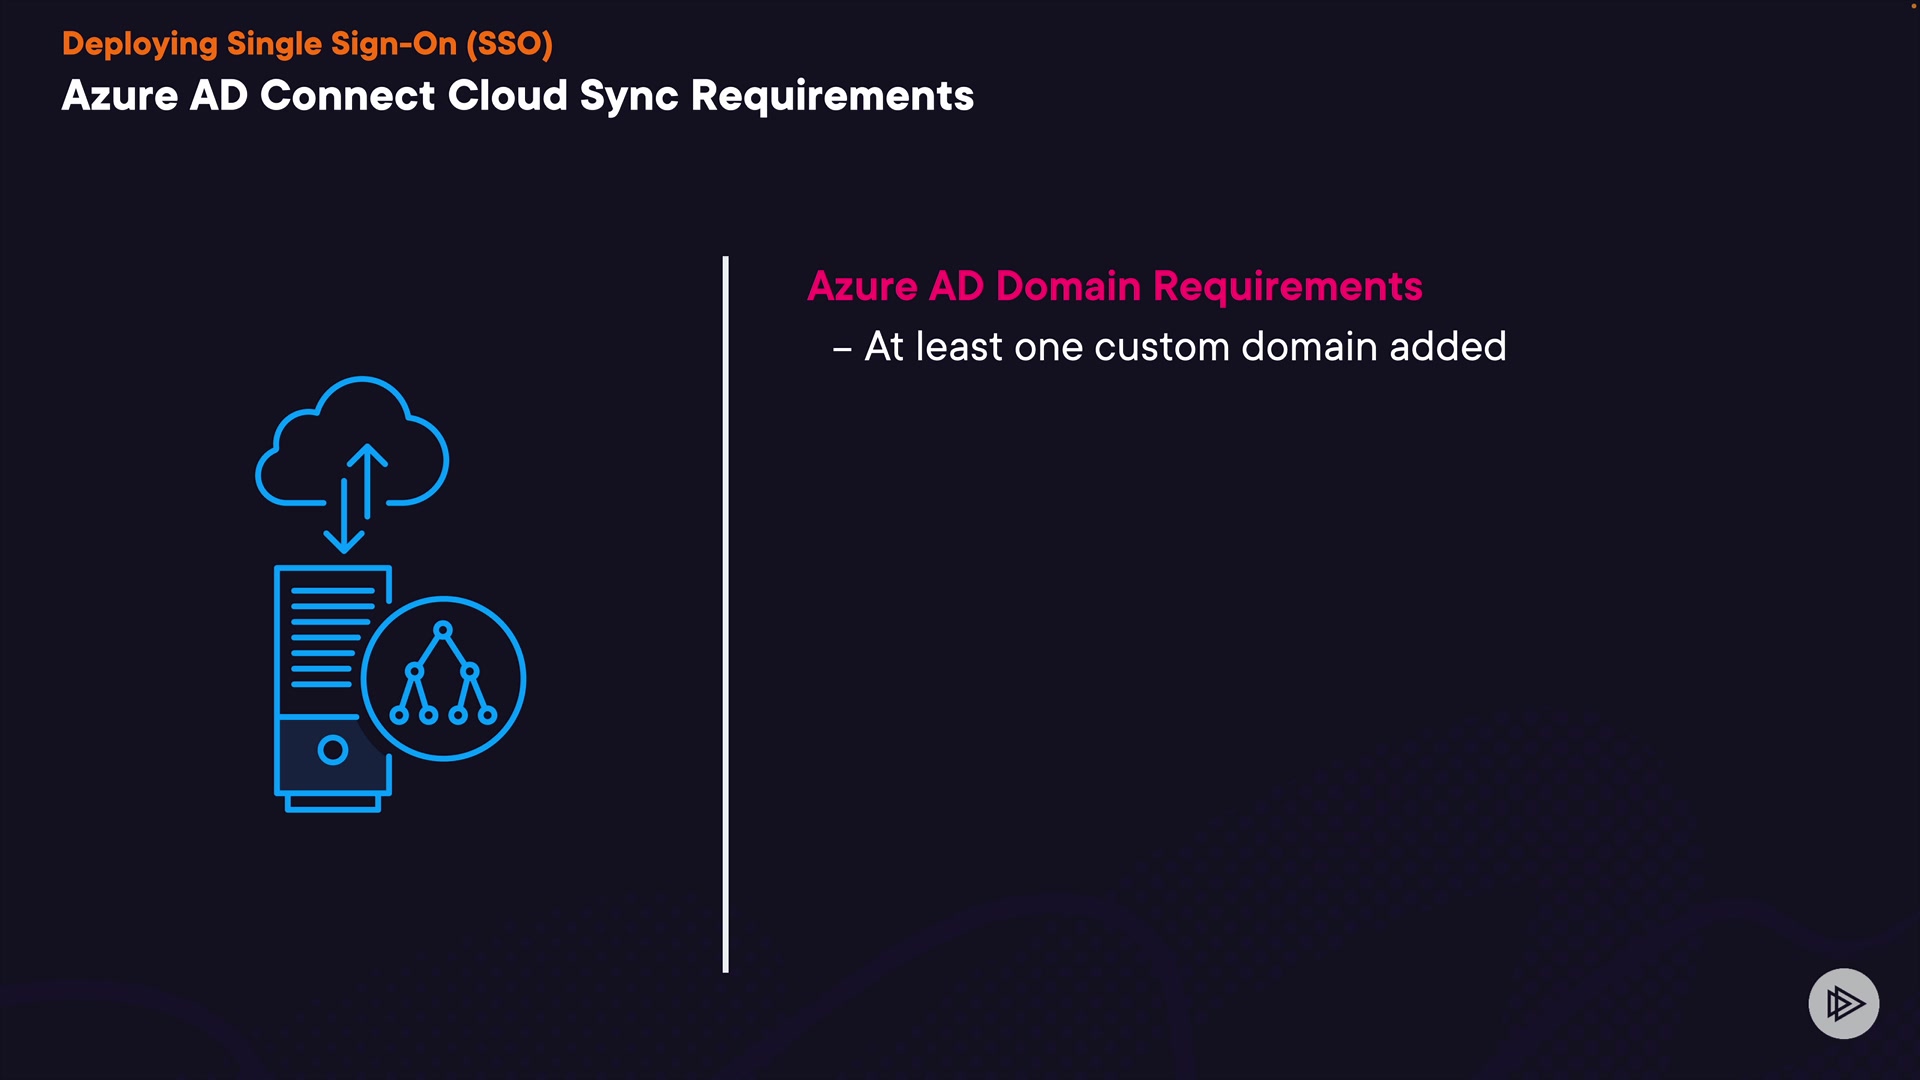 Deploying Single Sign-On (SSO)
Azure AD Connect Cloud Sync Requirements
Azure AD Domain Requirements
– At least one custom domain added